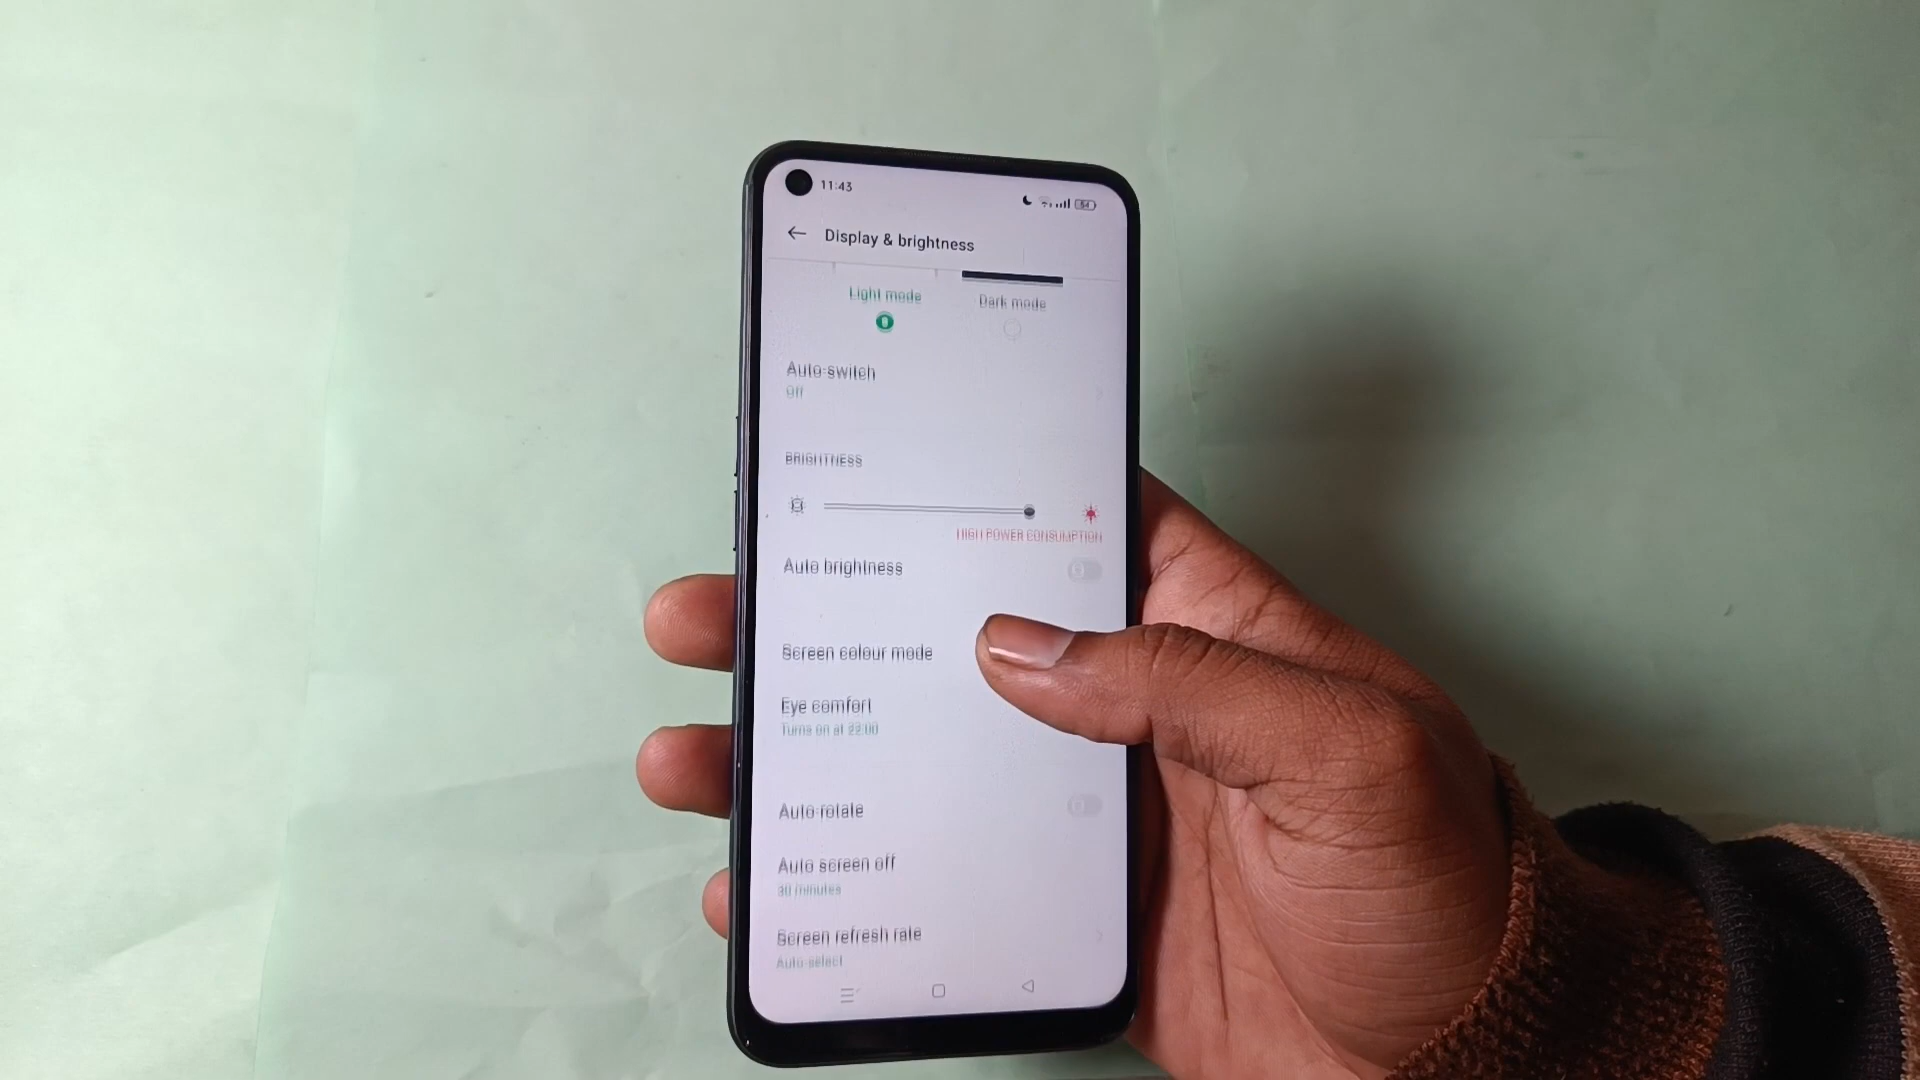 11:43
54
Display & brightness
Light mode
Dark mode
Auto switch
Off
BRIGHTNESS
HIGH POWER CONSUMPTION
Auto brightness
Screen colour mode
Eye comfort
Turns on at 22:00
Auto rotate
Auto screen off
30 minutes
Screen refresh rate
Auto select